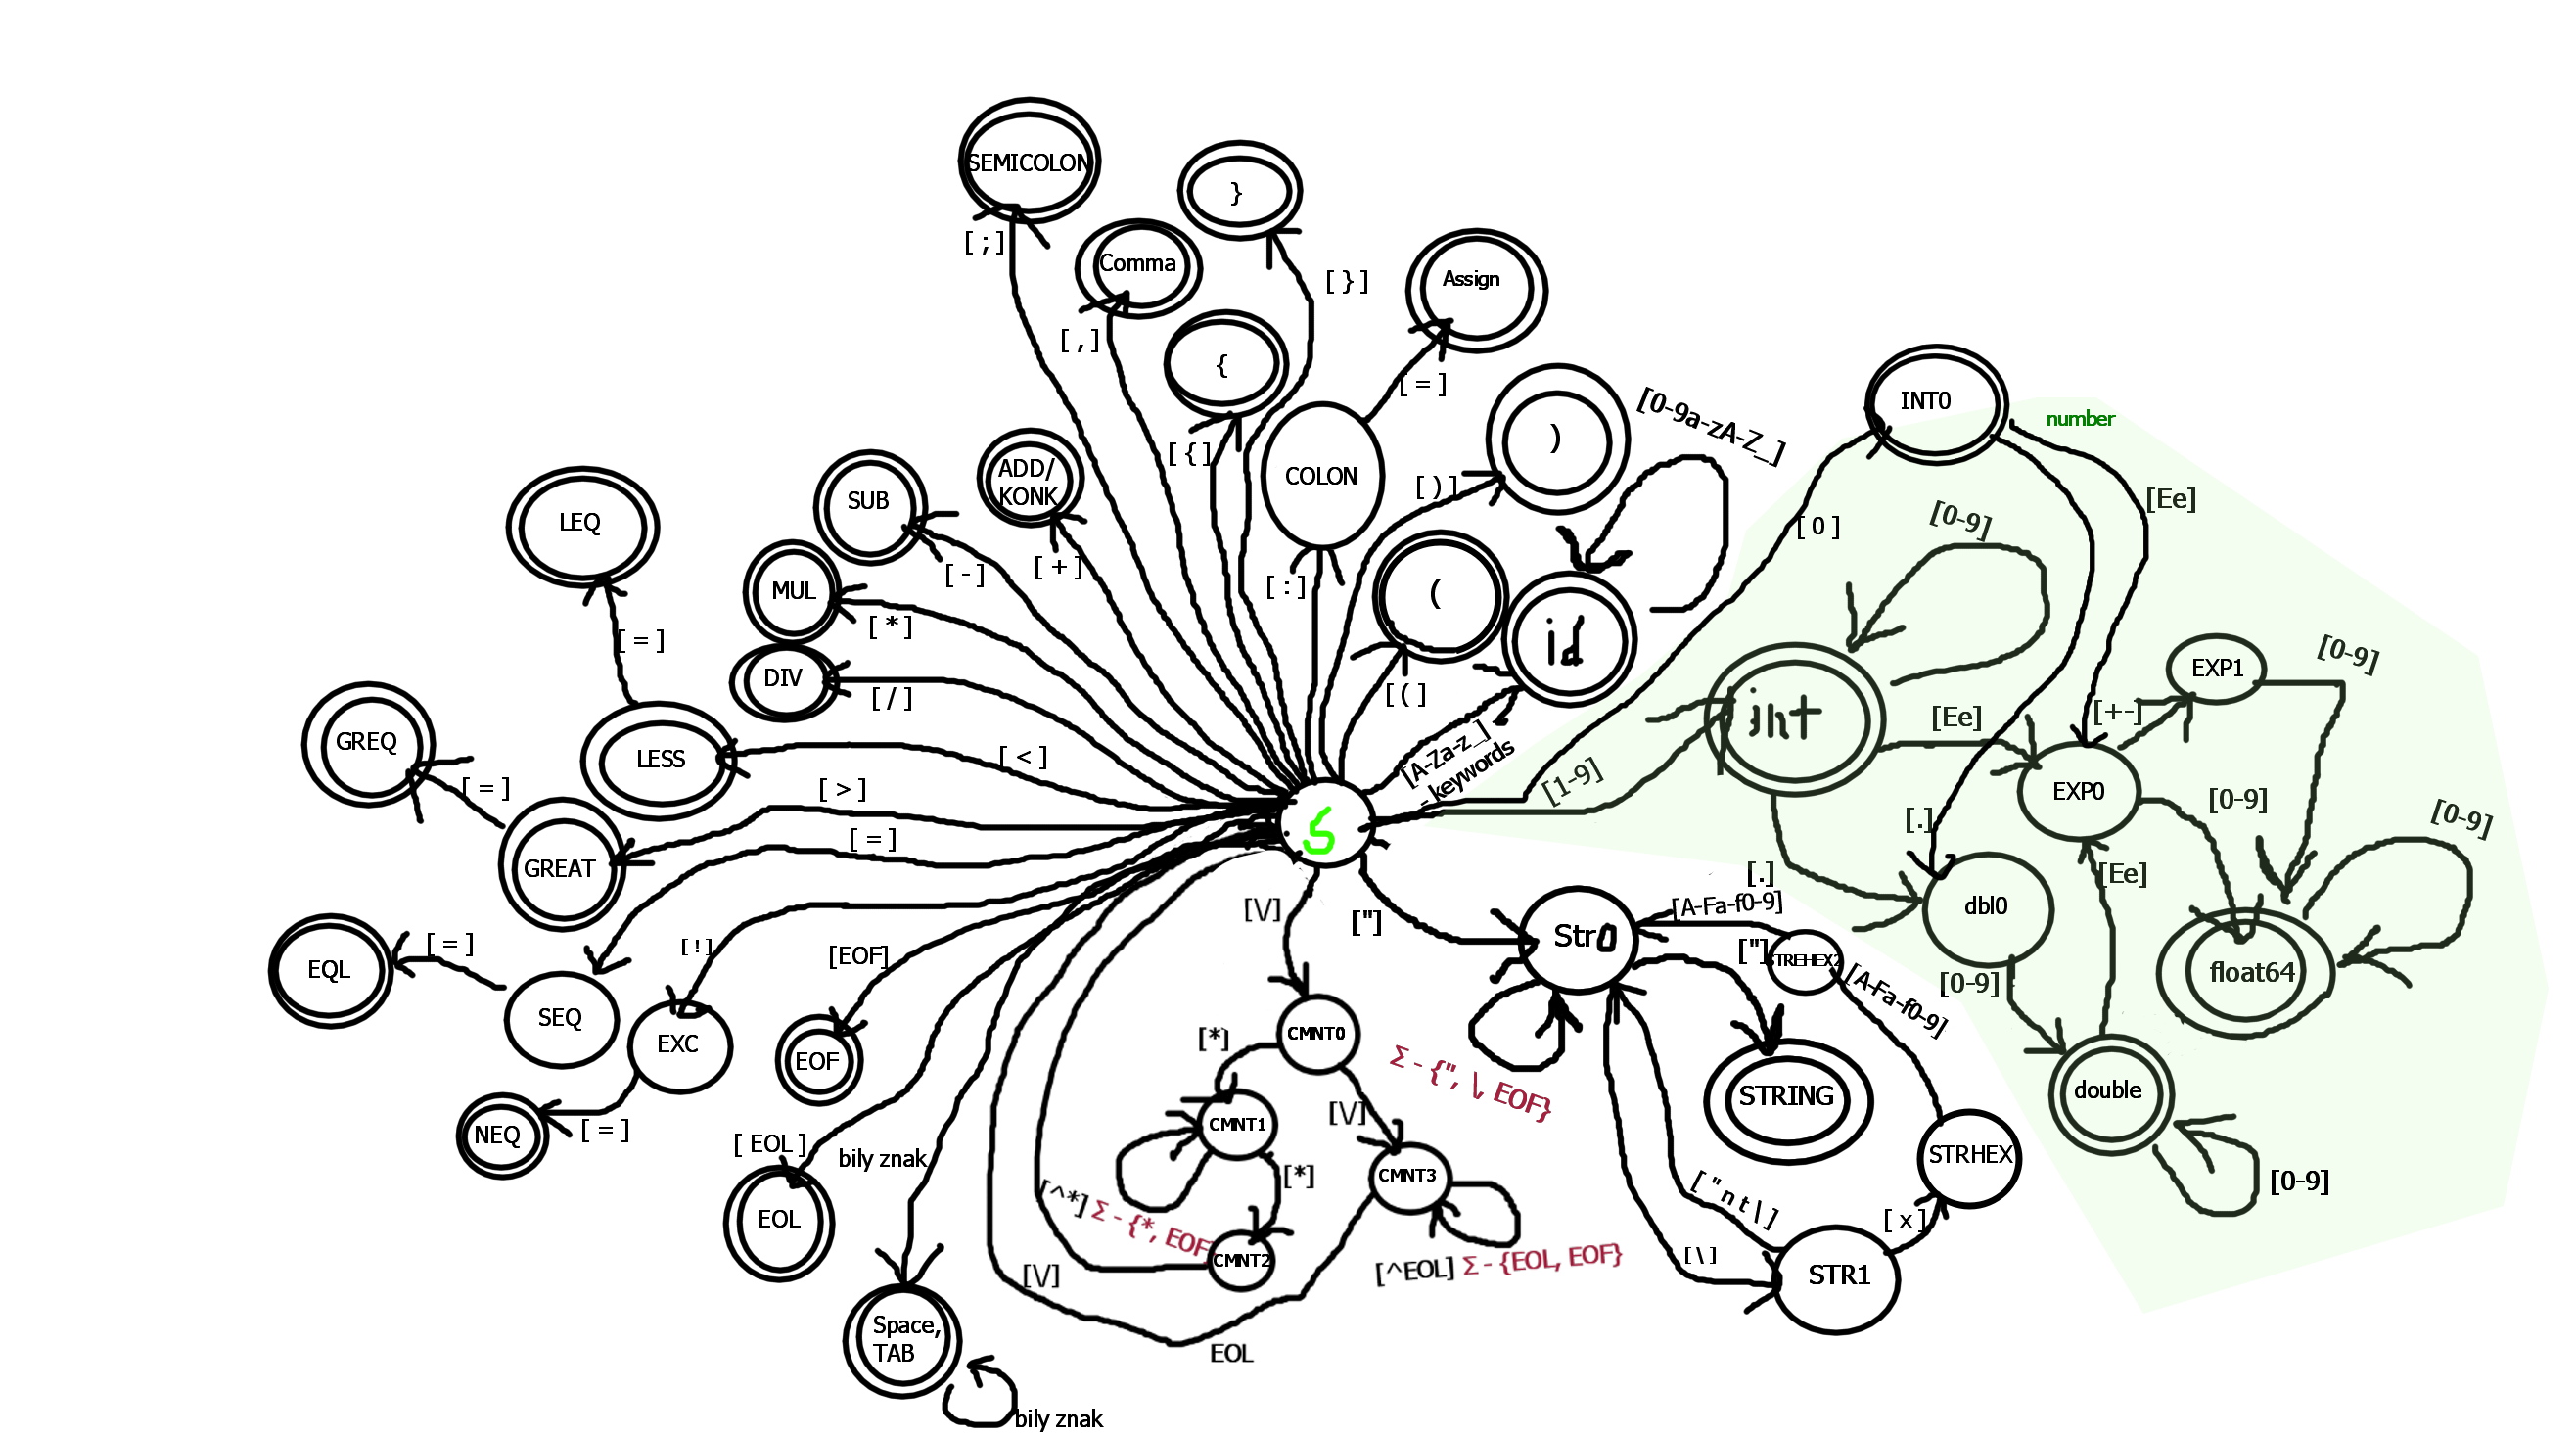 SEMICOLON
}
[ ; ]
Comma
[ } ]
Assign
[ , ]
{
[ = ]
INT0
number
[0-9a-zA-Z_]
)
[ { ]
COLON
ADD/
KONK
[ ) ]
SUB
LEQ
[ 0 ]
[Ee]
[0-9]
[ - ]
[ + ]
[ : ]
(
MUL
[ * ]
id
[ = ]
EXP1
[0-9]
DIV
[ / ]
[ ( ]
int
[Ee]
[+-]
GREQ
LESS
[ < ]
[A-Za-z_]
- keywords
[1-9]
EXP0
[0-9]
[0-9]
[ = ]
[ > ]
[ = ]
S
[.]
GREAT
[.]
[Ee]
[\/]
["]
[A-Fa-f0-9]
dbl0
[ = ]
[ ! ]
[EOF]
Str0
["]
STREHEX2
[A-Fa-f0-9]
EQL
float64
[0-9]
SEQ
EXC
EOF
[*]
CMNT0
Σ - {", \, EOF}
STRING
double
[\/]
CMNT1
NEQ
[ = ]
[ EOL ]
bily znak
[*]
CMNT3
STRHEX
[0-9]
[ " n t \ ]
[^*] Σ - {*, EOF}
[ x ]
EOL
CMNT2
[^EOL] Σ - {EOL, EOF}
[ \ ]
[\/]
STR1
Space,
TAB
EOL
bily znak